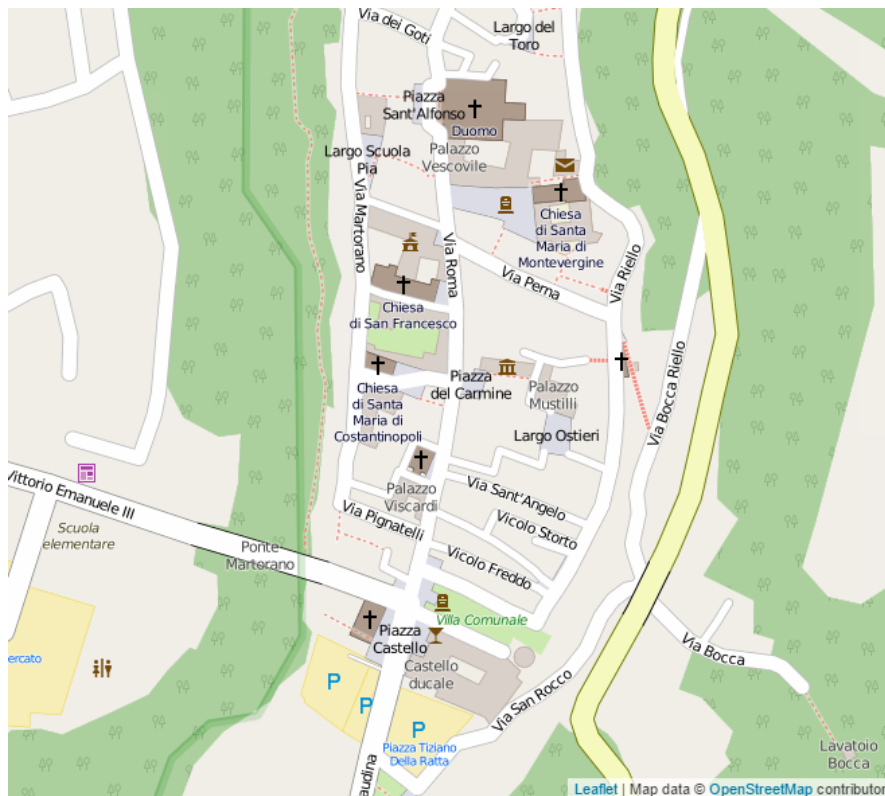 Via dei Goti
Largo del
Toro
Piazza
Sant'Alfonso
Duomo
Palazzo
Vescovile
Largo Scuola
Pia
Via Martorano
Via Roma
Chiesa
di Santa
Maria di
Montevergine
Via Riello
Via Perna
Chiesa
di San Francesco
Piazza
del Carmine
Palazzo
Mustilli
Via Bocca Riello
Chiesa
di Santa
Maria di
Costantinopoli
Largo Ostieri
Palazzo
Viscardi
Via Sant'Angelo
Vittorio Emanuele III
Via Pignatelli
Vicolo Storto
Scuola
elementare
Ponte
Martorano
Vicolo Freddo
Villa Comunale
Piazza
Castello
Via Bocca
ercato
Castello
ducale
P
P
P
Via San Rocco
Piazza Tiziano
Della Ratta
audina
Lavatoio
Bocca
Leaflet | Map data © OpenStreetMap contributor